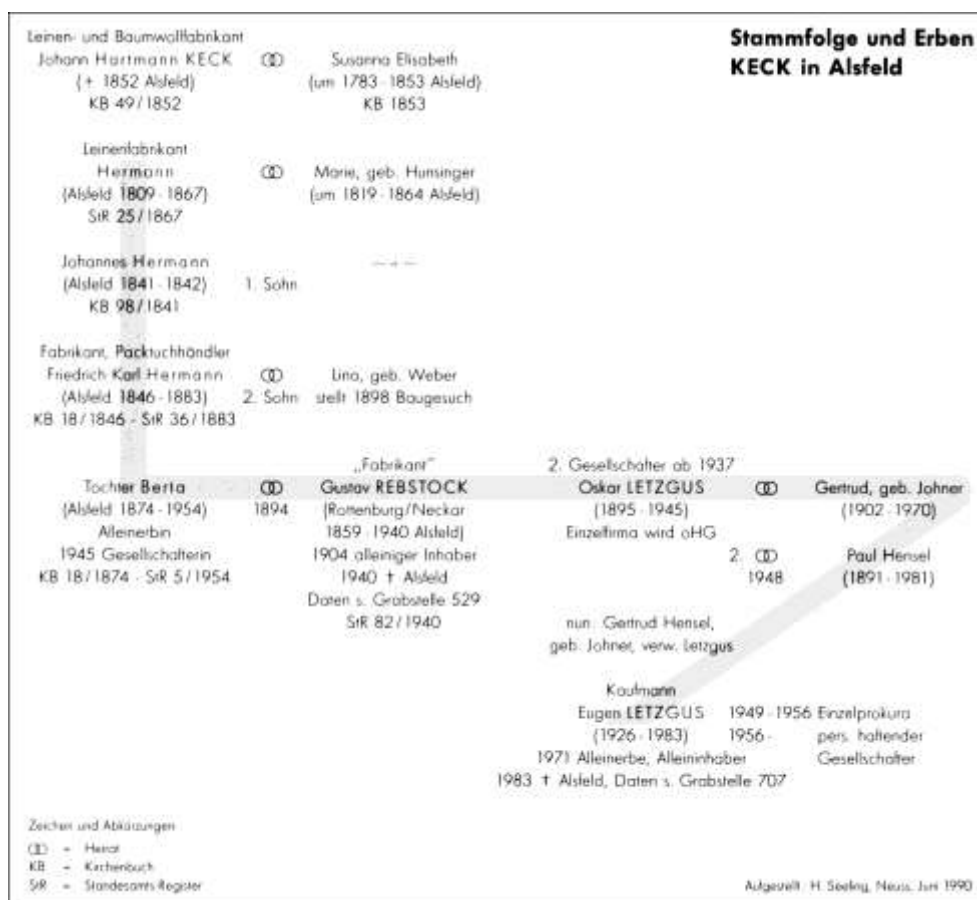 Stammfolge und Erben
KECK in Alsfeld
Leinen- und Baumwollfabrikant
Johann Hartmann KECK ⚭ Susanna Elisabeth
(+ 1852 Alsfeld) (um 1783 - 1853 Alsfeld)
KB 49/1852 KB 1853
Leinenfabrikant
Hermann ⚭ Marie, geb. Hunsinger
(Alsfeld 1809 - 1867) (um 1819 - 1864 Alsfeld)
StR 25/1867
Johannes Hermann
(Alsfeld 1841 - 1842) 1. Sohn
KB 98/1841
Fabrikant, Packtuchhändler
Friedrich Karl Hermann ⚭ Lina, geb. Weber
(Alsfeld 1846 - 1883) 2. Sohn stellt 1898 Baugesuch
KB 18/1846 - StR 36/1883
„Fabrikant" 2. Gesellschafter ab 1937
Tochter Berta ⚭ Gustav REBSTOCK Oskar LETZGUS ⚭ Gertrud, geb. Johner
(Alsfeld 1874 - 1954) 1894 (Rottenburg/Neckar (1895 - 1945) (1902 - 1970)
Alleinerbin 1859 - 1940 Alsfeld) Einzelfirma wird oHG
1945 Gesellschafterin 1904 alleiniger Inhaber 2. ⚭ Paul Hensel
KB 18/1874 - StR 5/1954 1940 † Alsfeld 1948 (1891 - 1981)
Daten s. Grabstelle 529
StR 82/1940 nun: Gertrud Hensel,
geb. Johner, verw. Letzgus
Kaufmann
Eugen LETZGUS 1949 - 1956 Einzelprokura
(1926 - 1983) 1956 - pers. haftender
1971 Alleinerbe, Alleininhaber Gesellschafter
1983 † Alsfeld, Daten s. Grabstelle 707
Zeichen und Abkürzungen
⚭ = Heirat
KB = Kirchenbuch
StR = Standesamts-Register
Aufgestellt: H. Seeling, Neuss, Juni 1990